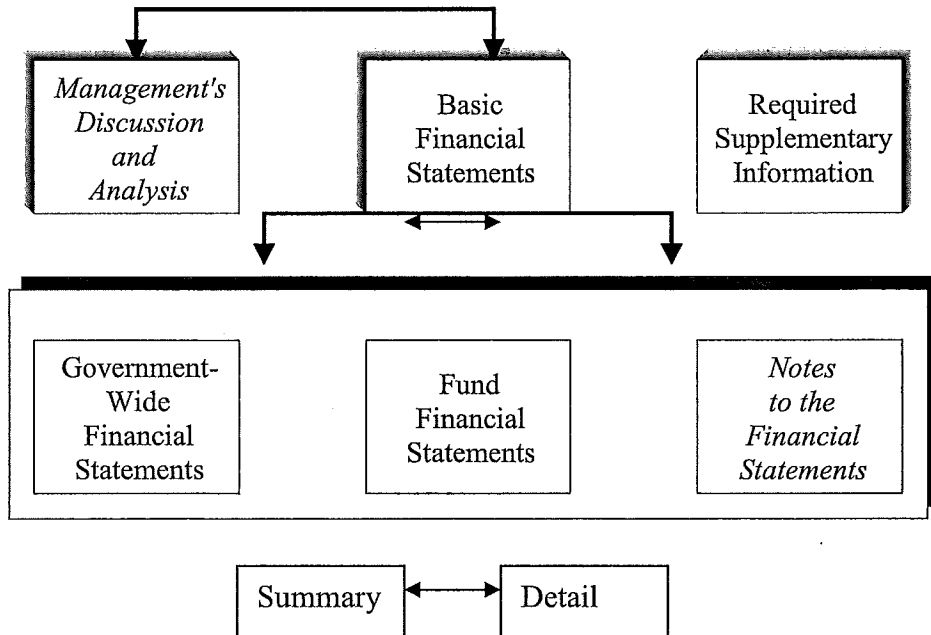 Management's
Discussion
and
Analysis
Basic
Financial
Statements
Required
Supplementary
Information
Government-
Wide
Financial
Statements
Fund
Financial
Statements
Notes
to the
Financial
Statements
Summary
Detail